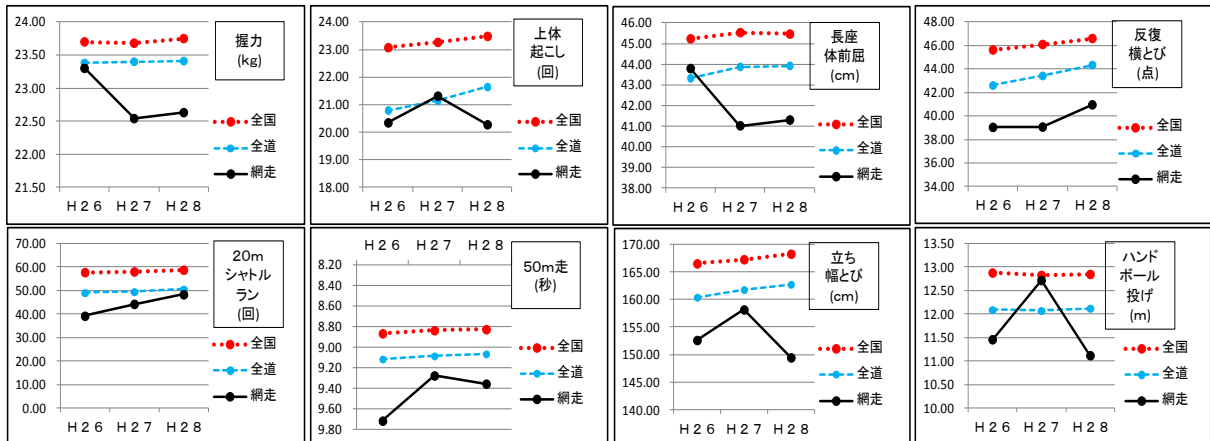 24.00
23.50
23.00
22.50
22.00
21.50
握力
(kg)
全国
全道
網走
Ｈ２６ Ｈ２７ Ｈ２８
24.00
23.00
22.00
21.00
20.00
19.00
18.00
上体
起こし
(回)
全国
全道
網走
Ｈ２６ Ｈ２７ Ｈ２８
46.00
45.00
44.00
43.00
42.00
41.00
40.00
39.00
38.00
長座
体前屈
(cm)
全国
全道
網走
Ｈ２６ Ｈ２７ Ｈ２８
48.00
46.00
44.00
42.00
40.00
38.00
36.00
34.00
反復
横とび
(点)
全国
全道
網走
Ｈ２６ Ｈ２７ Ｈ２８
70.00
60.00
50.00
40.00
30.00
20.00
10.00
0.00
20m
シャトル
ラン
(回)
全国
全道
網走
Ｈ２６ Ｈ２７ Ｈ２８
Ｈ２６ Ｈ２７ Ｈ２８
8.20
8.40
8.60
8.80
9.00
9.20
9.40
9.60
9.80
50m走
(秒)
全国
全道
網走
170.00
165.00
160.00
155.00
150.00
145.00
140.00
立ち
幅とび
(cm)
全国
全道
網走
Ｈ２６ Ｈ２７ Ｈ２８
13.50
13.00
12.50
12.00
11.50
11.00
10.50
10.00
ハンド
ボール
投げ
(m)
全国
全道
網走
Ｈ２６ Ｈ２７ Ｈ２８